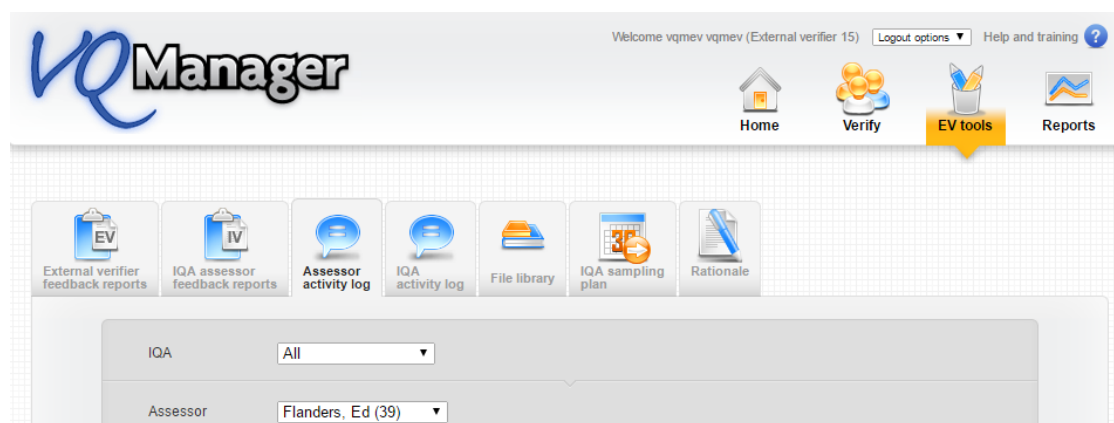 VQManager
Welcome vqmev vqmev (External verifier 15) Logout options ▼ Help and training ?
Home Verify EV tools Reports
EV
IV
External verifier
feedback reports
IQA assessor
feedback reports
Assessor
activity log
IQA
activity log
File library
30
IQA sampling
plan
Rationale
IQA All ▼
Assessor Flanders, Ed (39) ▼